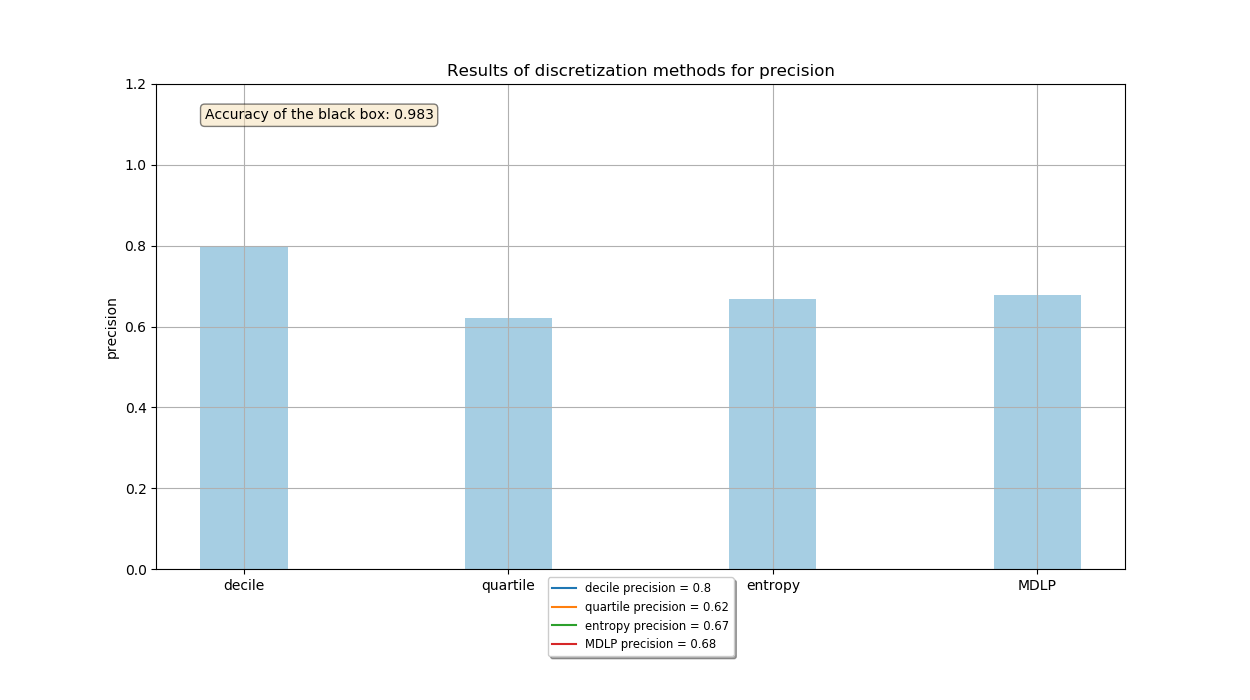 Results of discretization methods for precision
1.2
Accuracy of the black box: 0.983
1.0
0.8
0.6
precision
0.4
0.2
0.0
decile quartile entropy MDLP
decile precision = 0.8
quartile precision = 0.62
entropy precision = 0.67
MDLP precision = 0.68